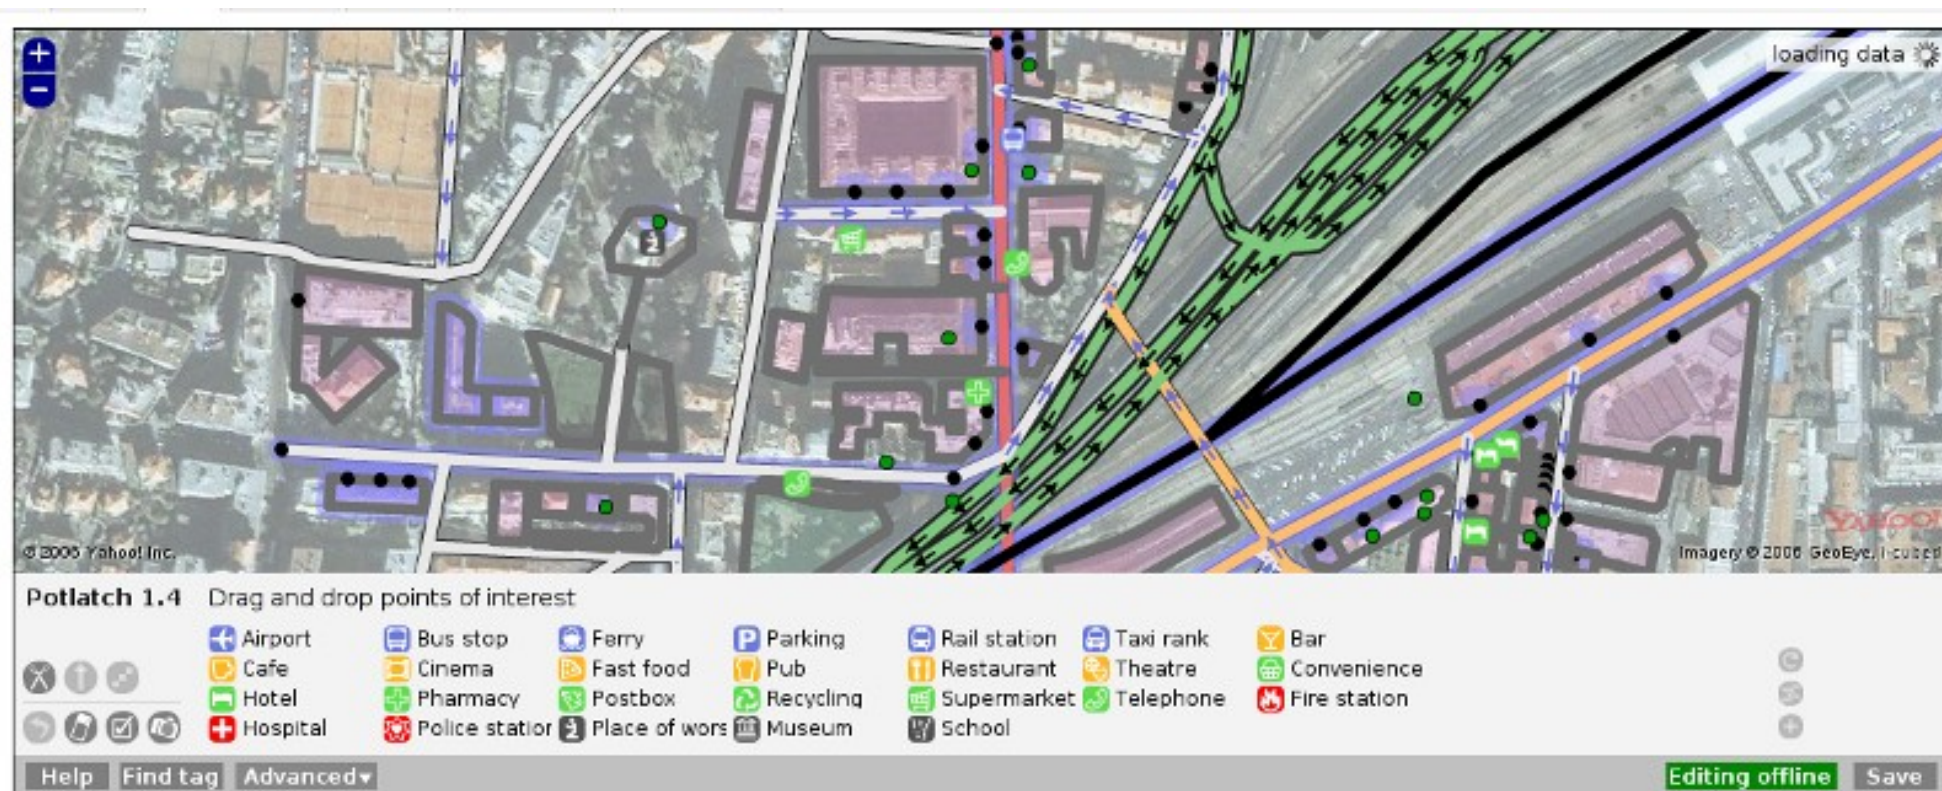 +
loading data
−
YAHOO!
© 2006 Yahoo! Inc.
Imagery © 2006 GeoEye, i-cubed
Potlatch 1.4 Drag and drop points of interest
Airport Bus stop Ferry P Parking Rail station Taxi rank Bar
Cafe Cinema Fast food Pub Restaurant Theatre Convenience
Hotel Pharmacy Postbox Recycling Supermarket Telephone Fire station
Hospital Police station Place of wors Museum School
Help Find tag Advanced▾ Editing offline Save